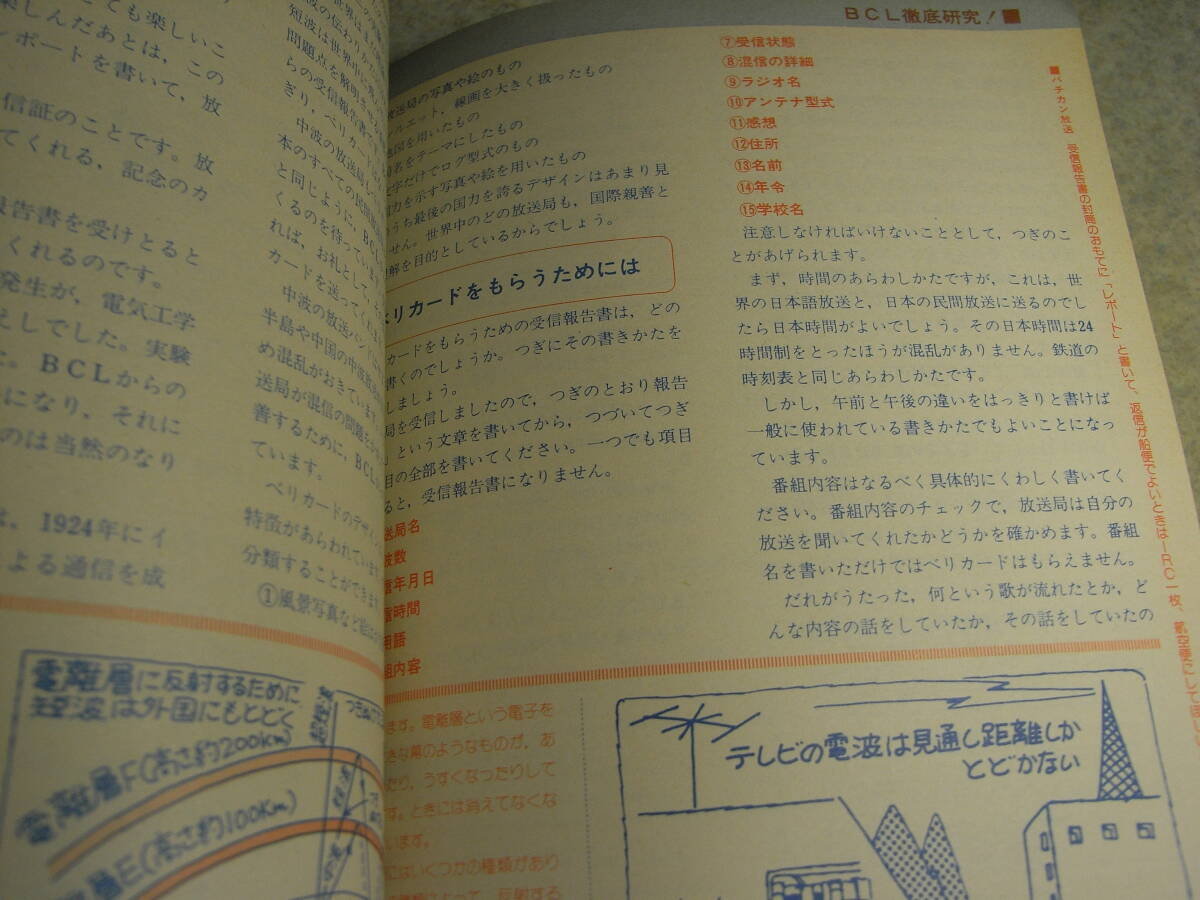 ても楽しいこ
しんだあとは，この
ポートを書いて，放
信証のことです。放
てくれる，記念のカ
報告書を受けとると
くれるのです。
発生が，電気工学
えしでした。実験
BCLからの
になり，それに
のは当然のなり
，1924年にイ
よる通信を成
問題点を解明
らの受信報告
ぎり，ベリカー
中波の放送局
本のすべての民間
と同じように，BC
くるのを待ってい
れば，お礼として，
カードを送ってくれま
中波の放送バン
半島や中国の中波
め混乱がおきています
送局が混信の問題を
善するために，BCL
ています。
ベリカードのデザイン
特徴があらわれています
分類することができま
①風景写真など
電離層に反射するために
短波は外国にもとどく
電離層F(高さ約200km)
電離層E(高さ約100km)
BCL徹底研究！■
放送局の写真や絵のもの
ルエット，線画を大きく扱ったもの
地図を用いたもの
名をテーマにしたもの
文字だけでログ型式のもの
力を示す写真や絵を用いたもの
うち最後の国力を誇るデザインはあまり見
せん。世界中のどの放送局も，国際親善と
解を目的としているからでしょう。
ベリカードをもらうためには
カードをもらうための受信報告書は，どの
書くのでしょうか。つぎにその書きかたを
しましょう。
局を受信しましたので，つぎのとおり報告
」という文章を書いてから，つづいてつぎ
目の全部を書いてください。一つでも項目
ると，受信報告書になりません。
送局名
波数
信年月日
信時間
用語
組内容
⑦受信状態
⑧混信の詳細
⑨ラジオ名
⑩アンテナ型式
⑪感想
⑫住所
⑬名前
⑭年令
⑮学校名
注意しなければいけないこととして，つぎのこ
とがあげられます。
まず，時間のあらわしかたですが，これは，世
界の日本語放送と，日本の民間放送に送るのでし
たら日本時間がよいでしょう。その日本時間は24
時間制をとったほうが混乱がありません。鉄道の
時刻表と同じあらわしかたです。
しかし，午前と午後の違いをはっきりと書けば
一般に使われている書きかたでもよいことになっ
ています。
番組内容はなるべく具体的にくわしく書いてく
ださい。番組内容のチェックで，放送局は自分の
放送を聞いてくれたかどうかを確かめます。番組
名を書いただけではベリカードはもらえません。
だれがうたった，何という歌が流れたとか，ど
んな内容の話をしていたか，その話をしていたの
■バチカン放送 受信報告書の封筒のおもてに「レポート」と書いて、返信が船便でよいときはIRC一枚、航空便にしてほし
ます。電離層という電子を
きな幕のようなものが，あ
たり，うすくなったりして
す。ときには消えてなくな
います。
にはいくつかの種類があり
反射する
テレビの電波は見通し距離しか
とどかない